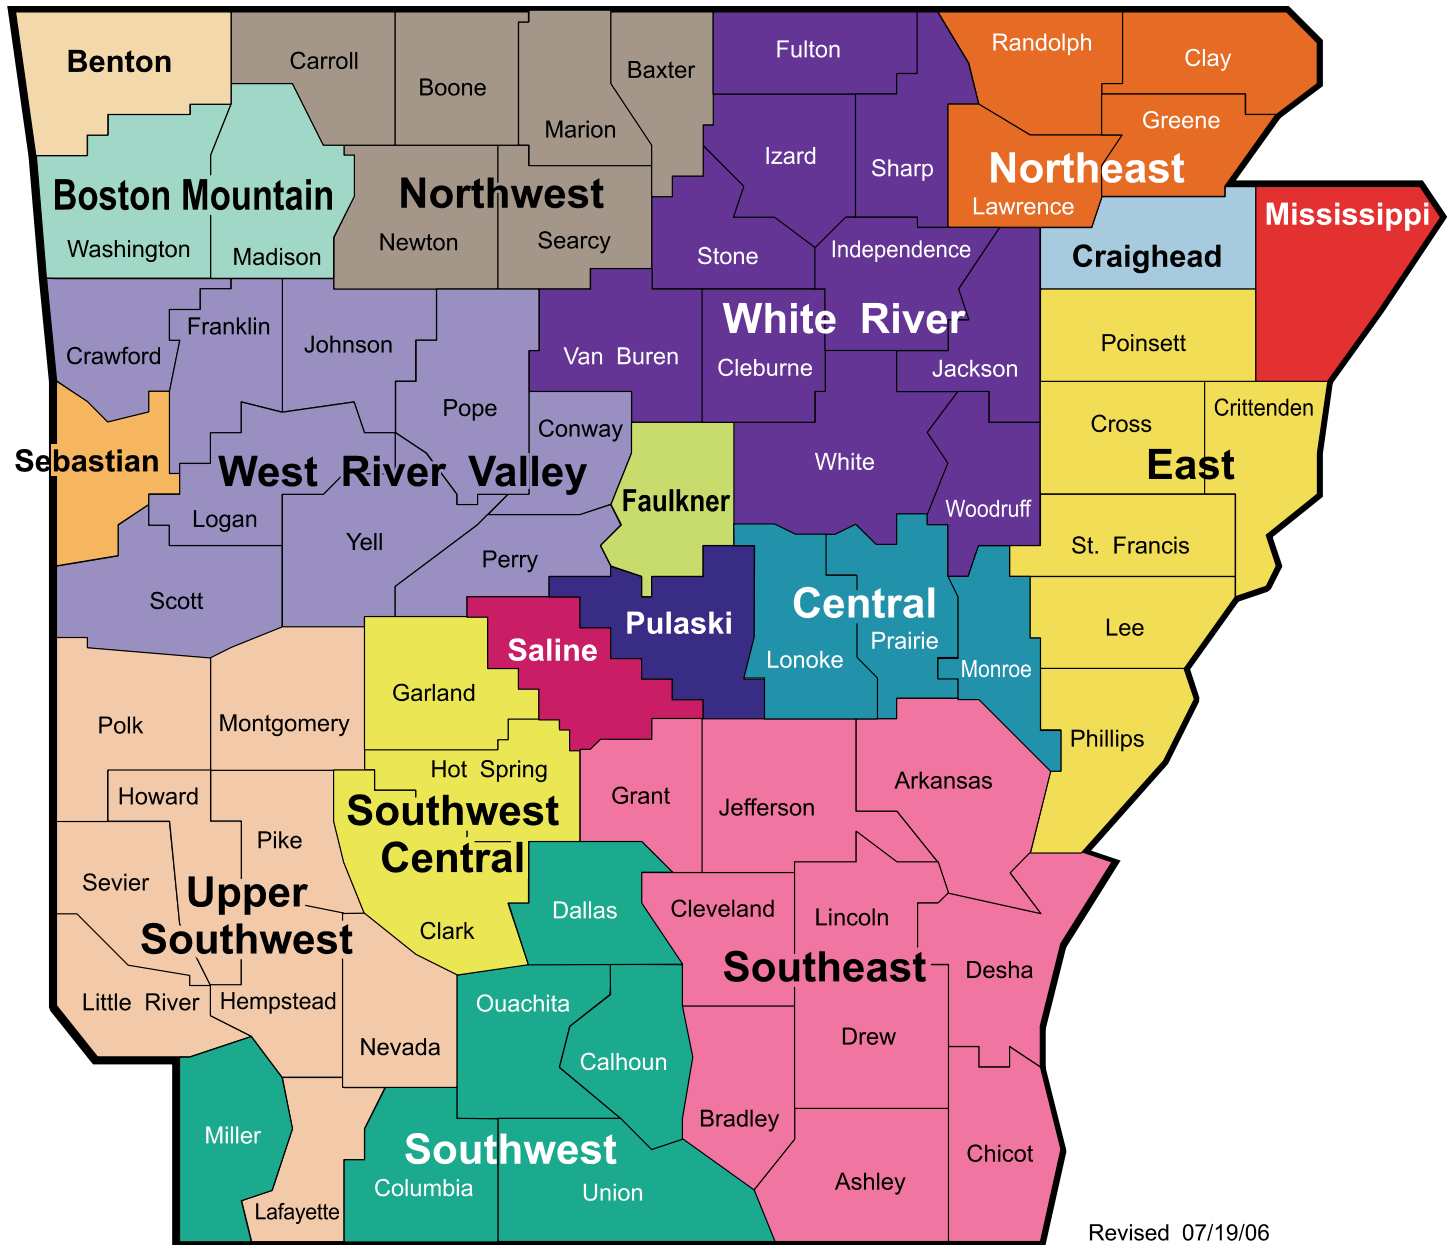 Benton
Carroll
Boone
Marion
Baxter
Fulton
Randolph
Clay
Greene
Izard
Sharp
Northeast
Lawrence
Boston Mountain
Washington
Madison
Northwest
Newton
Searcy
Stone
Independence
Craighead
Mississippi
Crawford
Franklin
Johnson
Pope
Van Buren
White River
Cleburne
Jackson
Poinsett
Sebastian
West River Valley
Conway
Faulkner
White
Woodruff
Cross
Crittenden
East
Logan
Yell
Perry
St. Francis
Scott
Saline
Pulaski
Central
Lonoke
Prairie
Monroe
Lee
Polk
Montgomery
Garland
Phillips
Howard
Hot Spring
Grant
Jefferson
Arkansas
Pike
Southwest
Central
Sevier
Upper
Southwest
Clark
Dallas
Cleveland
Lincoln
Southeast
Desha
Little River
Hempstead
Nevada
Ouachita
Calhoun
Drew
Bradley
Miller
Lafayette
Southwest
Columbia
Union
Ashley
Chicot
Revised 07/19/06